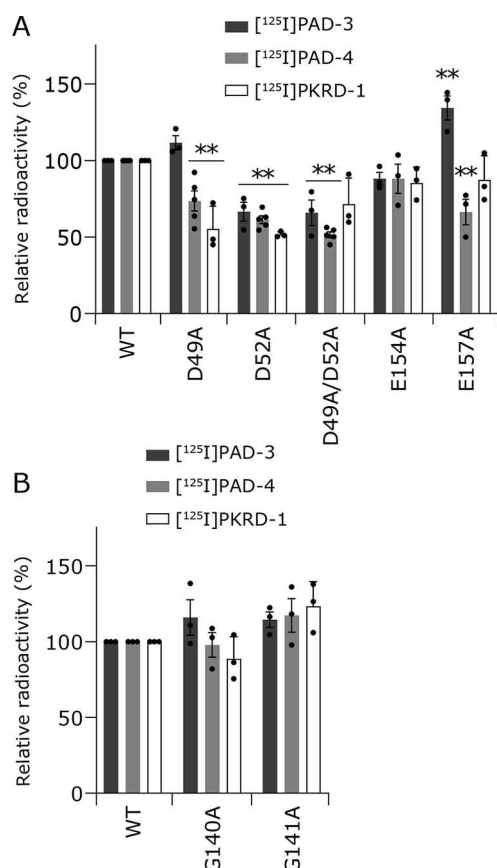 A
[¹²⁵I]PAD-3
[¹²⁵I]PAD-4
[¹²⁵I]PKRD-1
Relative radioactivity (%)
150
100
50
0
**
**
**
**
**
WT
D49A
D52A
D49A/D52A
E154A
E157A
B
[¹²⁵I]PAD-3
[¹²⁵I]PAD-4
[¹²⁵I]PKRD-1
Relative radioactivity (%)
150
100
50
0
WT
G140A
G141A